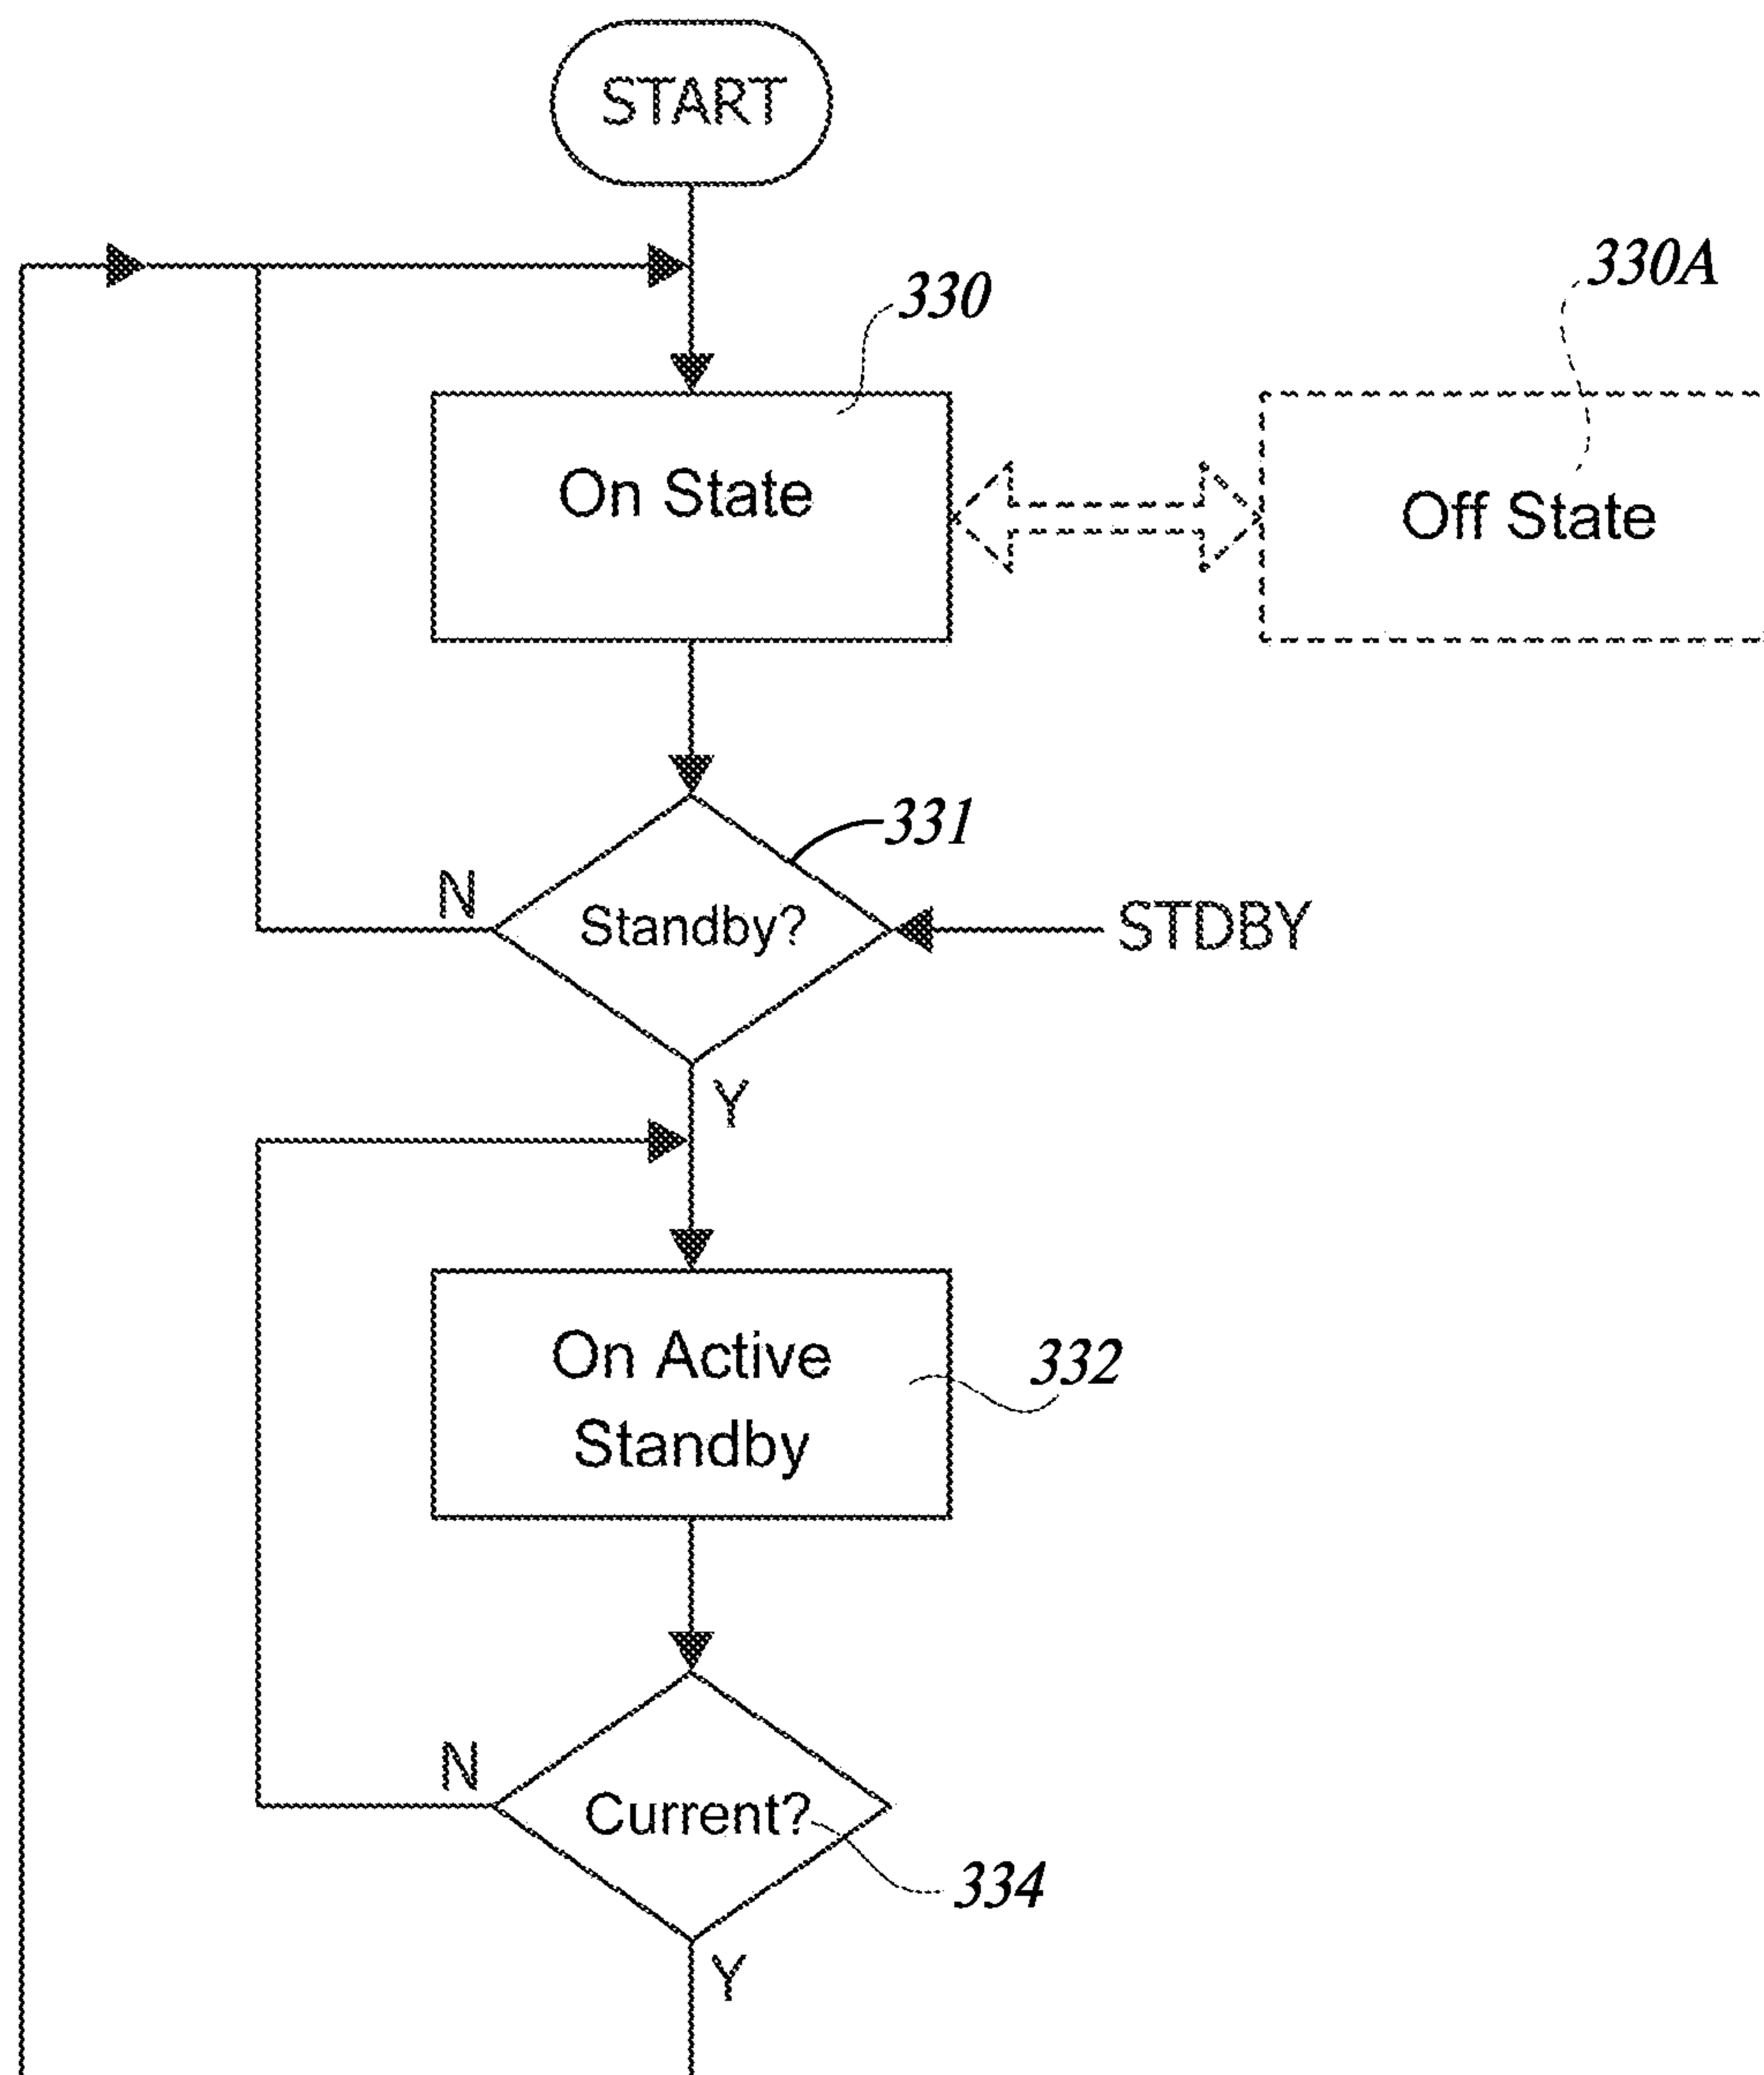 START
330
330A
On State
Off State
331
N
Standby?
STDBY
Y
On Active
Standby
332
N
Current?
334
Y